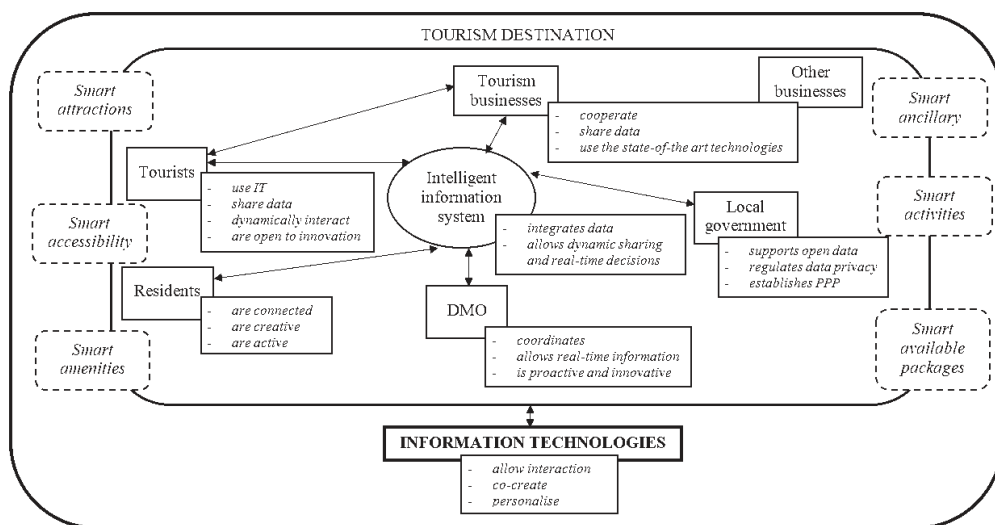 TOURISM DESTINATION
Smart
attractions
Tourism
businesses
- cooperate
- share data
- use the state-of-the art technologies
Other
businesses
Smart
ancillary
Tourists
- use IT
- share data
- dynamically interact
- are open to innovation
Intelligent
information
system
- integrates data
- allows dynamic sharing
and real-time decisions
Local
government
- supports open data
- regulates data privacy
- establishes PPP
Smart
accessibility
Smart
activities
Residents
- are connected
- are creative
- are active
DMO
- coordinates
- allows real-time information
- is proactive and innovative
Smart
amenities
Smart
available
packages
INFORMATION TECHNOLOGIES
- allow interaction
- co-create
- personalise